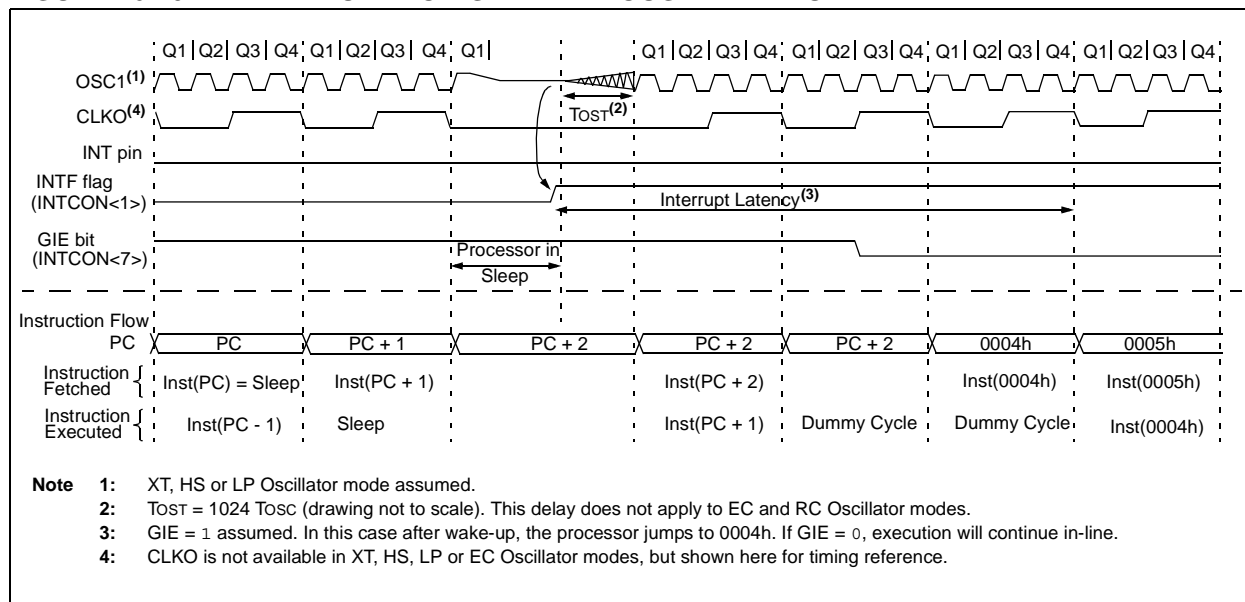 Q1 Q2 Q3 Q4 Q1 Q2 Q3 Q4 Q1 Q1 Q2 Q3 Q4 Q1 Q2 Q3 Q4 Q1 Q2 Q3 Q4 Q1 Q2 Q3 Q4
OSC1(1)
TOST(2)
CLKO(4)
INT pin
INTF flag
(INTCON<1>)
Interrupt Latency(3)
GIE bit
(INTCON<7>)
Processor in
Sleep
Instruction Flow
PC PC PC + 1 PC + 2 PC + 2 PC + 2 0004h 0005h
Instruction
Fetched
Inst(PC) = Sleep Inst(PC + 1) Inst(PC + 2) Inst(0004h) Inst(0005h)
Instruction
Executed
Inst(PC - 1) Sleep Inst(PC + 1) Dummy Cycle Dummy Cycle Inst(0004h)
Note 1: XT, HS or LP Oscillator mode assumed.
2: TOST = 1024 TOSC (drawing not to scale). This delay does not apply to EC and RC Oscillator modes.
3: GIE = 1 assumed. In this case after wake-up, the processor jumps to 0004h. If GIE = 0, execution will continue in-line.
4: CLKO is not available in XT, HS, LP or EC Oscillator modes, but shown here for timing reference.